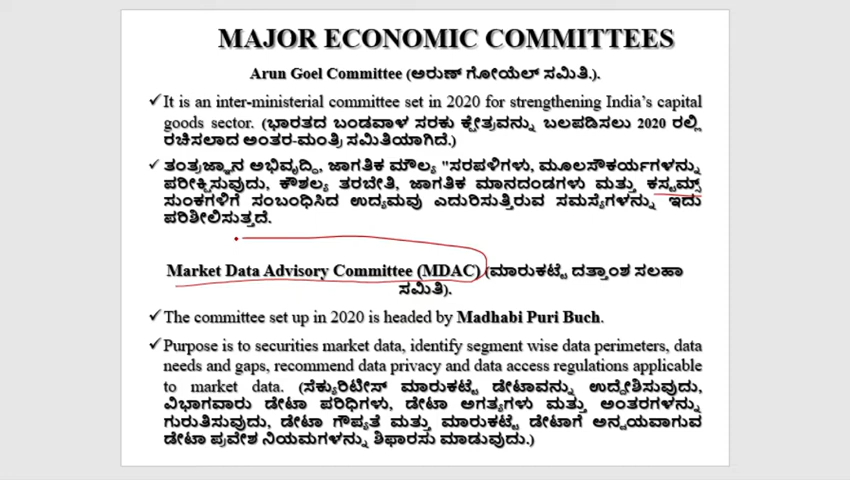 MAJOR ECONOMIC COMMITTEES
Arun Goel Committee (ಅರುಣ್ ಗೋಯೆಲ್ ಸಮಿತಿ.).
✓It is an inter-ministerial committee set in 2020 for strengthening India's capital
goods sector. (ಭಾರತದ ಬಂಡವಾಳ ಸರಕು ಕ್ಷೇತ್ರವನ್ನು ಬಲಪಡಿಸಲು 2020 ರಲ್ಲಿ
ರಚಿಸಲಾದ ಅಂತರ-ಮಂತ್ರಿ ಸಮಿತಿಯಾಗಿದೆ.)
✓ ತಂತ್ರಜ್ಞಾನ ಅಭಿವೃದ್ಧಿ, ಜಾಗತಿಕ ಮೌಲ್ಯ "ಸರಪಳಿಗಳು, ಮೂಲಸೌಕರ್ಯಗಳನ್ನು
ಪರೀಕ್ಷಿಸುವುದು, ಕೌಶಲ್ಯ ತರಬೇತಿ, ಜಾಗತಿಕ ಮಾನದಂಡಗಳು ಮತ್ತು ಕಸ್ಟಮ್ಸ್
ಸುಂಕಗಳಿಗೆ ಸಂಬಂಧಿಸಿದ ಉದ್ಯಮವು ಎದುರಿಸುತ್ತಿರುವ ಸಮಸ್ಯೆಗಳನ್ನು ಇದು
ಪರಿಶೀಲಿಸುತ್ತದೆ.
Market Data Advisory Committee (MDAC) (ಮಾರುಕಟ್ಟೆ ದತ್ತಾಂಶ ಸಲಹಾ
ಸಮಿತಿ).
✓The committee set up in 2020 is headed by Madhabi Puri Buch.
✓Purpose is to securities market data, identify segment wise data perimeters, data
needs and gaps, recommend data privacy and data access regulations applicable
to market data. (ಸೆಕ್ಯುರಿಟೀಸ್ ಮಾರುಕಟ್ಟೆ ಡೇಟಾವನ್ನು ಉದ್ದೇಶಿಸುವುದು,
ವಿಭಾಗವಾರು ಡೇಟಾ ಪರಿಧಿಗಳು, ಡೇಟಾ ಅಗತ್ಯಗಳು ಮತ್ತು ಅಂತರಗಳನ್ನು
ಗುರುತಿಸುವುದು, ಡೇಟಾ ಗೌಪ್ಯತೆ ಮತ್ತು ಮಾರುಕಟ್ಟೆ ಡೇಟಾಗೆ ಅನ್ವಯವಾಗುವ
ಡೇಟಾ ಪ್ರವೇಶ ನಿಯಮಗಳನ್ನು ಶಿಫಾರಸು ಮಾಡುವುದು.)